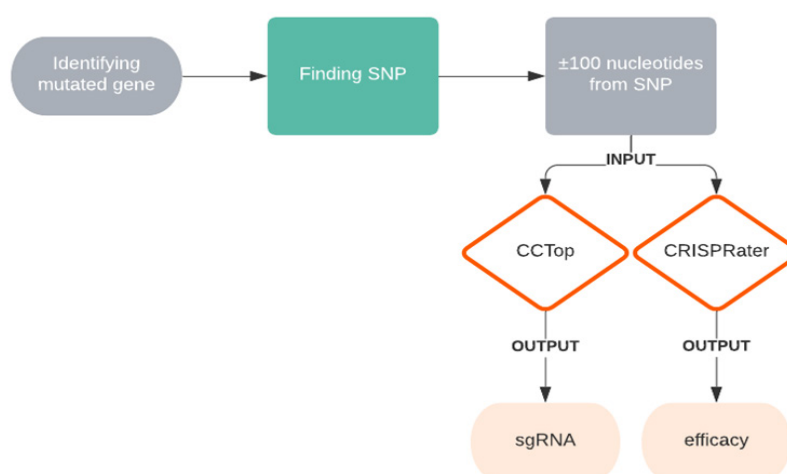 Identifying
mutated gene
Finding SNP
±100 nucleotides
from SNP
INPUT
CCTop
CRISPRater
OUTPUT
OUTPUT
sgRNA
efficacy